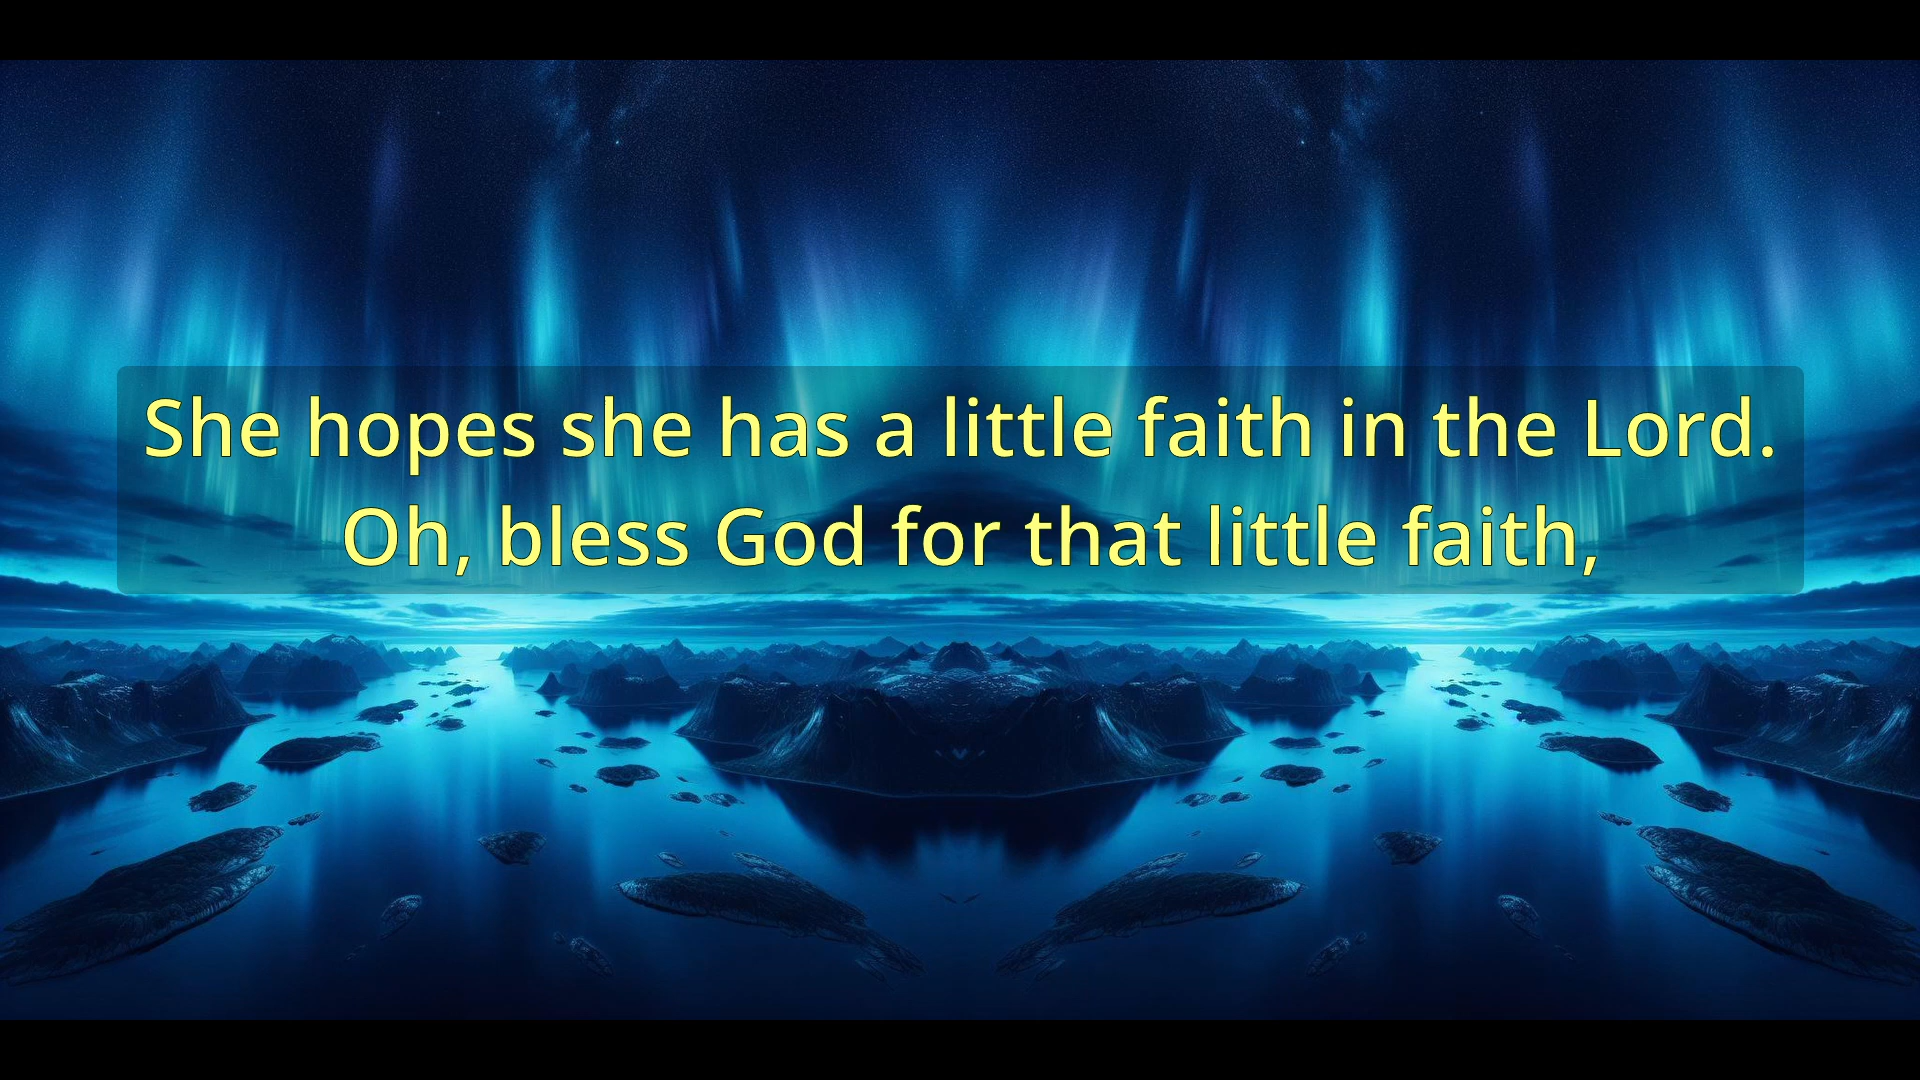 She hopes she has a little faith in the Lord.
Oh, bless God for that little faith,